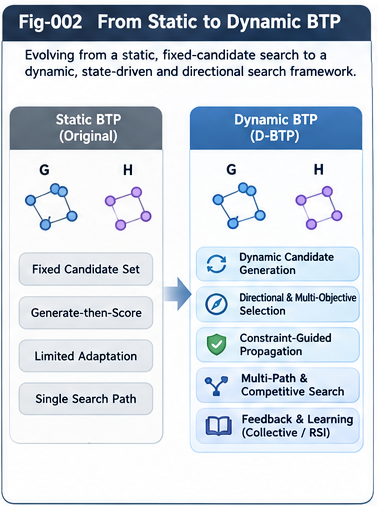 Fig-002 From Static to Dynamic BTP
Evolving from a static, fixed-candidate search to a
dynamic, state-driven and directional search framework.
Static BTP
(Original)
G H
Fixed Candidate Set
Generate-then-Score
Limited Adaptation
Single Search Path
Dynamic BTP
(D-BTP)
G H
Dynamic Candidate
Generation
Directional & Multi-Objective
Selection
Constraint-Guided
Propagation
Multi-Path &
Competitive Search
Feedback & Learning
(Collective / RSI)